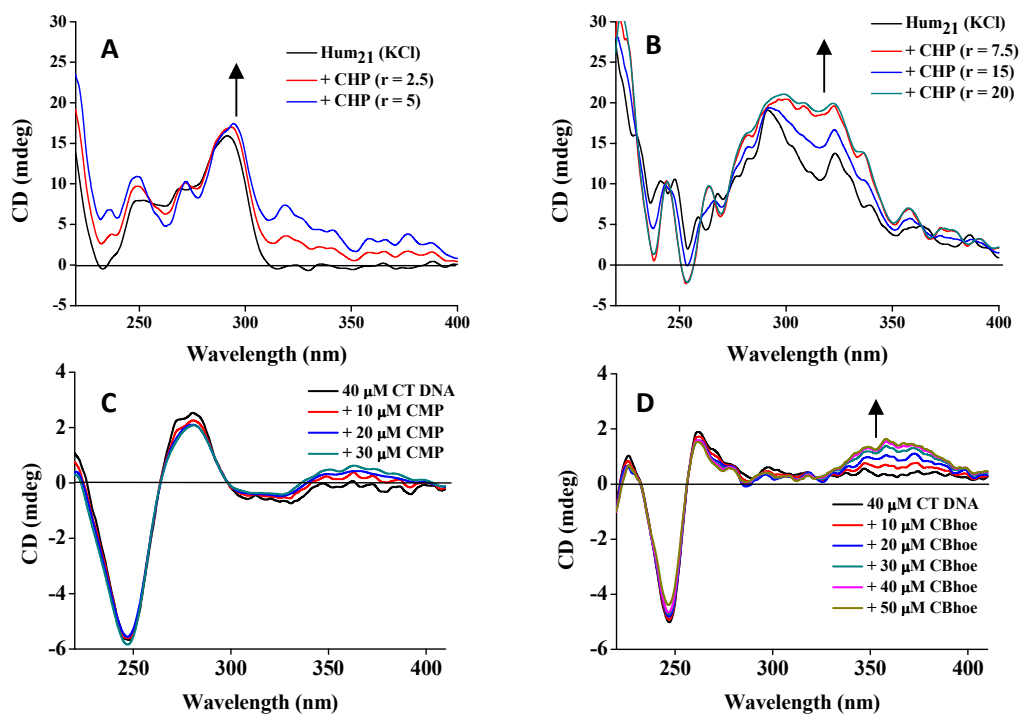 A
Hum21 (KCl)
+ CHP (r = 2.5)
+ CHP (r = 5)
CD (mdeg)
30
25
20
15
10
5
0
-5
250
300
350
400
Wavelength (nm)
B
Hum21 (KCl)
+ CHP (r = 7.5)
+ CHP (r = 15)
+ CHP (r = 20)
CD (mdeg)
30
25
20
15
10
5
0
-5
250
300
350
400
Wavelength (nm)
C
40 μM CT DNA
+ 10 μM CMP
+ 20 μM CMP
+ 30 μM CMP
CD (mdeg)
4
2
0
-2
-4
-6
250
300
350
400
Wavelength (nm)
D
40 μM CT DNA
+ 10 μM CBhoe
+ 20 μM CBhoe
+ 30 μM CBhoe
+ 40 μM CBhoe
+ 50 μM CBhoe
CD (mdeg)
4
2
0
-2
-4
-6
250
300
350
400
Wavelength (nm)